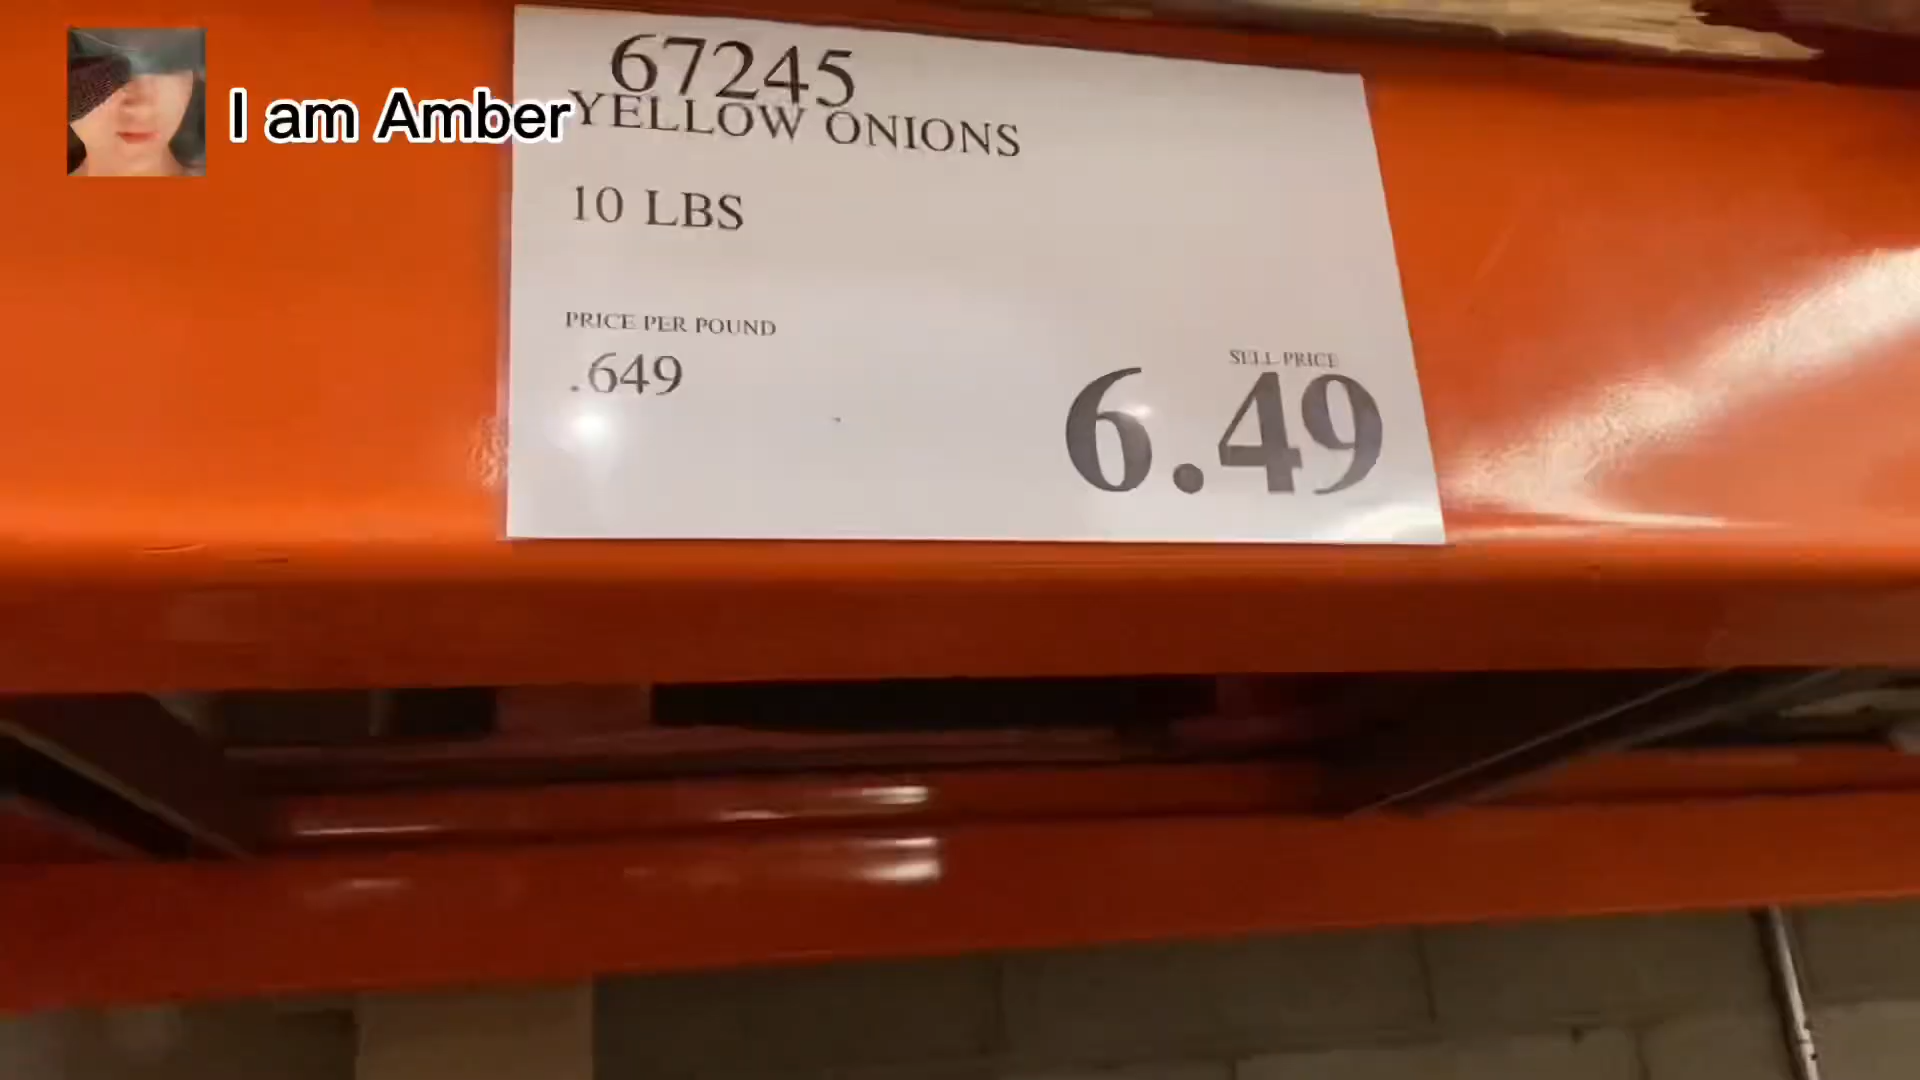 I am Amber
67245
YELLOW ONIONS
10 LBS
PRICE PER POUND
.649
SELL PRICE
6.49